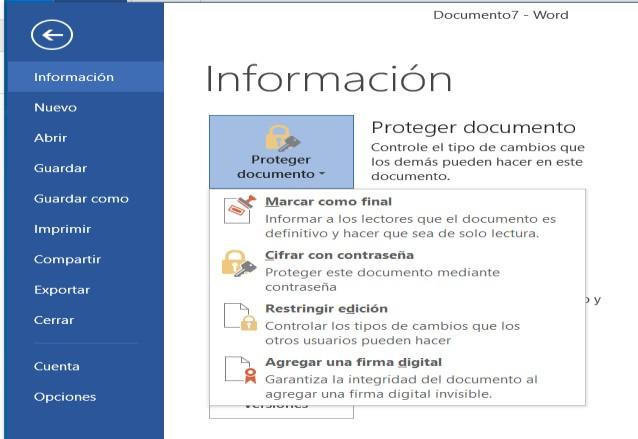 Documento7 - Word
Información
Nuevo
Abrir
Guardar
Guardar como
Imprimir
Compartir
Exportar
Cerrar
Cuenta
Opciones
Información
Proteger
documento
Proteger documento
Controle el tipo de cambios que
los demás pueden hacer en este
documento.
Marcar como final
Informar a los lectores que el documento es
definitivo y hacer que sea de solo lectura.
Cifrar con contraseña
Proteger este documento mediante
contraseña
Restringir edición
Controlar los tipos de cambios que los
otros usuarios pueden hacer
Agregar una firma digital
Garantiza la integridad del documento al
agregar una firma digital invisible.
y
versiones